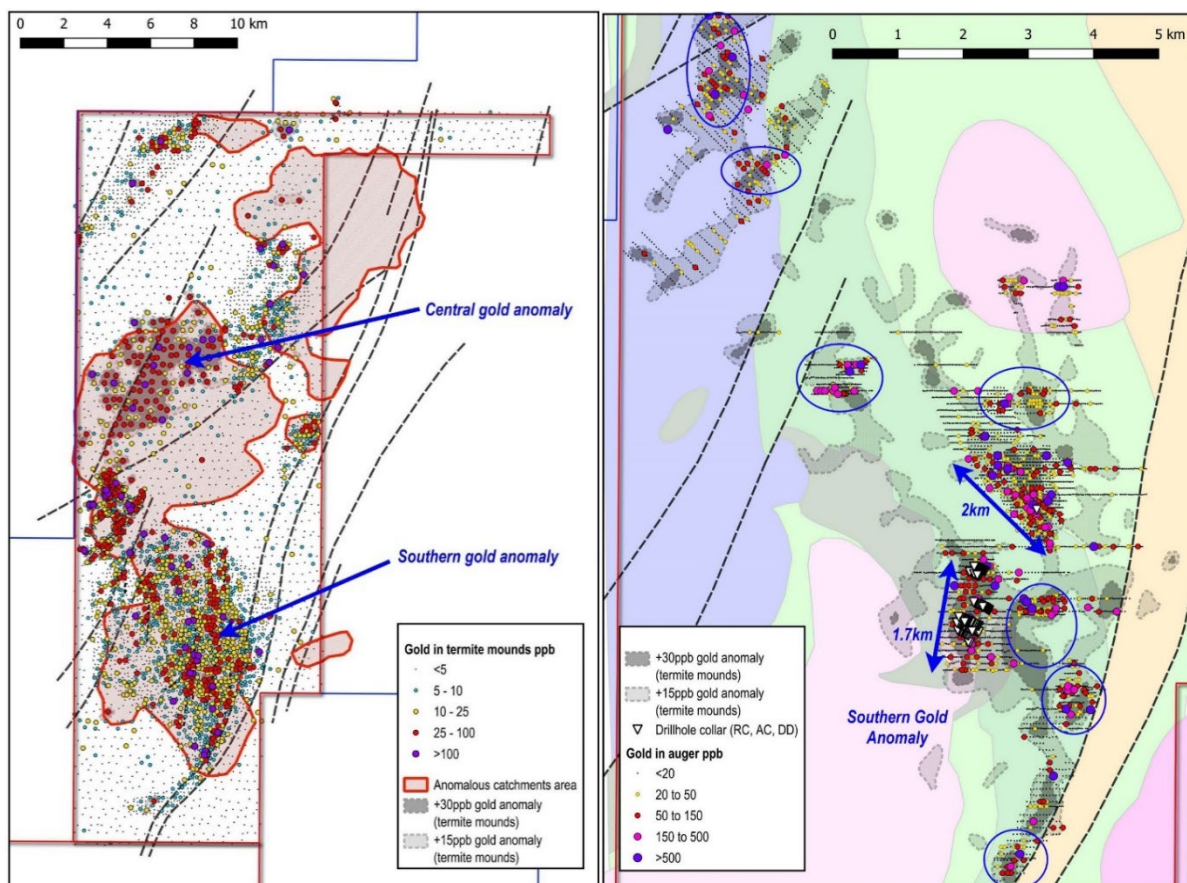 0 2 4 6 8 10 km
Central gold anomaly
Southern gold anomaly
Gold in termite mounds ppb
<5
5 - 10
10 - 25
25 - 100
>100
Anomalous catchments area
+30ppb gold anomaly
(termite mounds)
+15ppb gold anomaly
(termite mounds)
0 1 2 3 4 5 km
2km
1.7km
Southern Gold
Anomaly
+30ppb gold anomaly
(termite mounds)
+15ppb gold anomaly
(termite mounds)
Drillhole collar (RC, AC, DD)
Gold in auger ppb
<20
20 to 50
50 to 150
150 to 500
>500